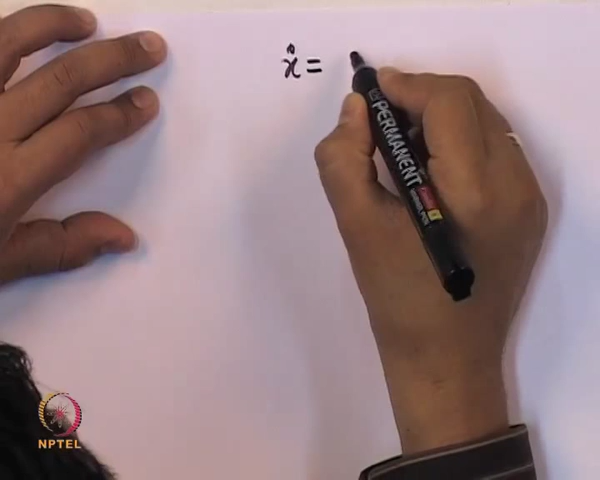 ẋ =
PERMANENT
NPTEL